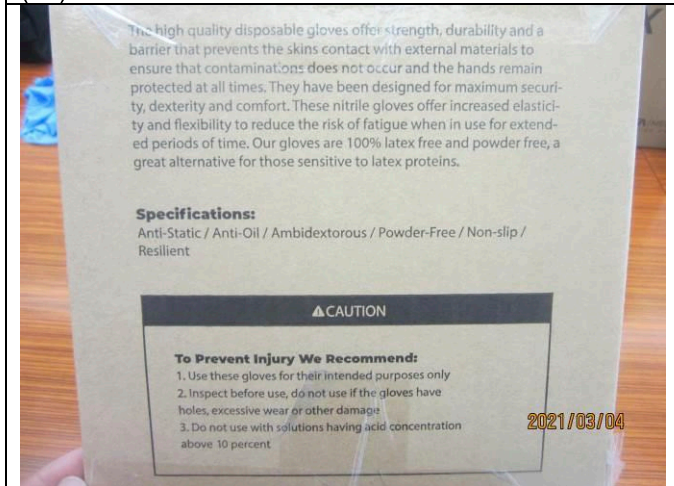 The high quality disposable gloves offer strength, durability and a
barrier that prevents the skins contact with external materials to
ensure that contaminations does not occur and the hands remain
protected at all times. They have been designed for maximum securi-
ty, dexterity and comfort. These nitrile gloves offer increased elastici-
ty and flexibility to reduce the risk of fatigue when in use for extend-
ed periods of time. Our gloves are 100% latex free and powder free, a
great alternative for those sensitive to latex proteins.
Specifications:
Anti-Static / Anti-Oil / Ambidextorous / Powder-Free / Non-slip /
Resilient
CAUTION
To Prevent Injury We Recommend:
1. Use these gloves for their intended purposes only
2. Inspect before use, do not use if the gloves have
holes, excessive wear or other damage
3. Do not use with solutions having acid concentration
above 10 percent
2021/03/04